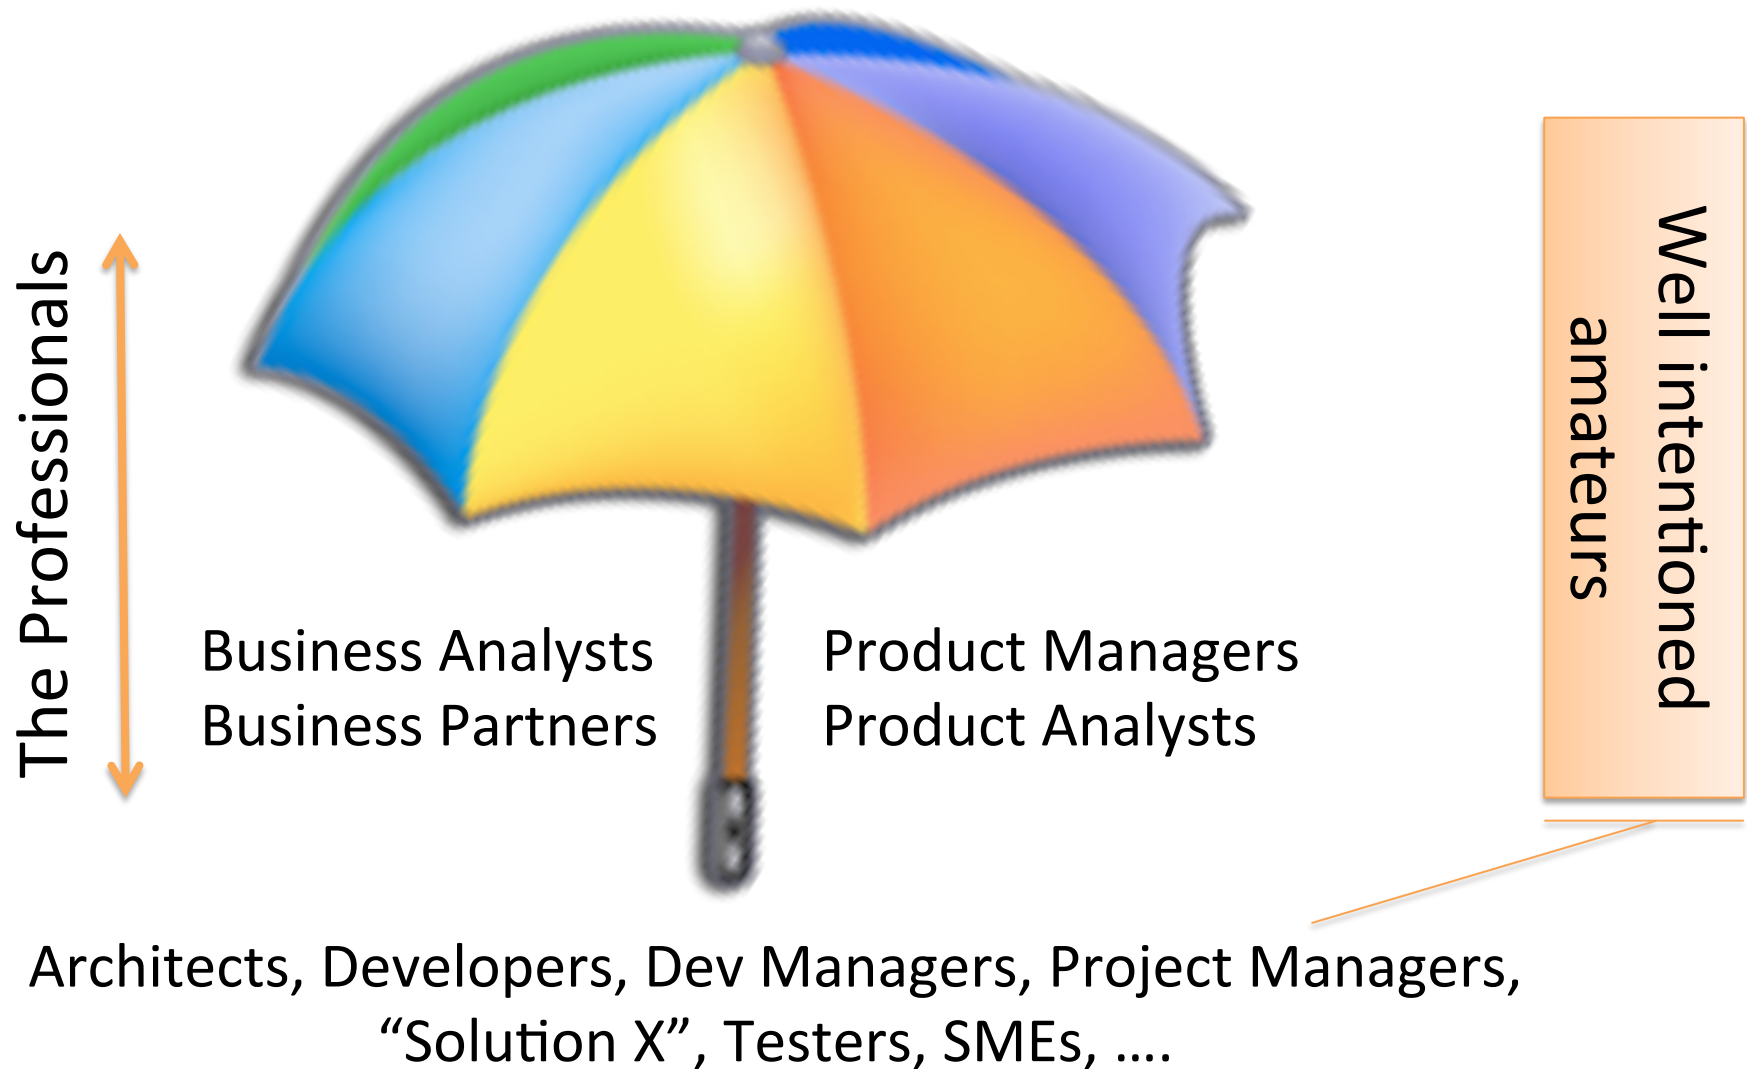 The Professionals
Well intentioned
amateurs
Business Analysts
Business Partners
Product Managers
Product Analysts
Architects, Developers, Dev Managers, Project Managers,
“Solution X”, Testers, SMEs, ….